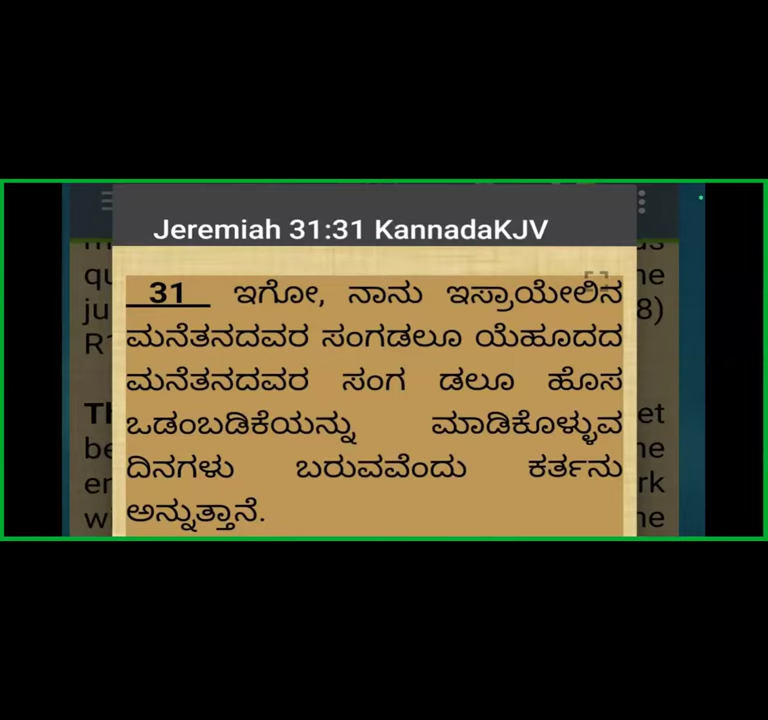 Jeremiah 31:31 KannadaKJV
31 ಇಗೋ, ನಾನು ಇಸ್ರಾಯೇಲಿನ
ಮನೆತನದವರ ಸಂಗಡಲೂ ಯೆಹೂದದ
ಮನೆತನದವರ ಸಂಗ ಡಲೂ ಹೊಸ
ಒಡಂಬಡಿಕೆಯನ್ನು ಮಾಡಿಕೊಳ್ಳುವ
ದಿನಗಳು ಬರುವವೆಂದು ಕರ್ತನು
ಅನ್ನುತ್ತಾನೆ.